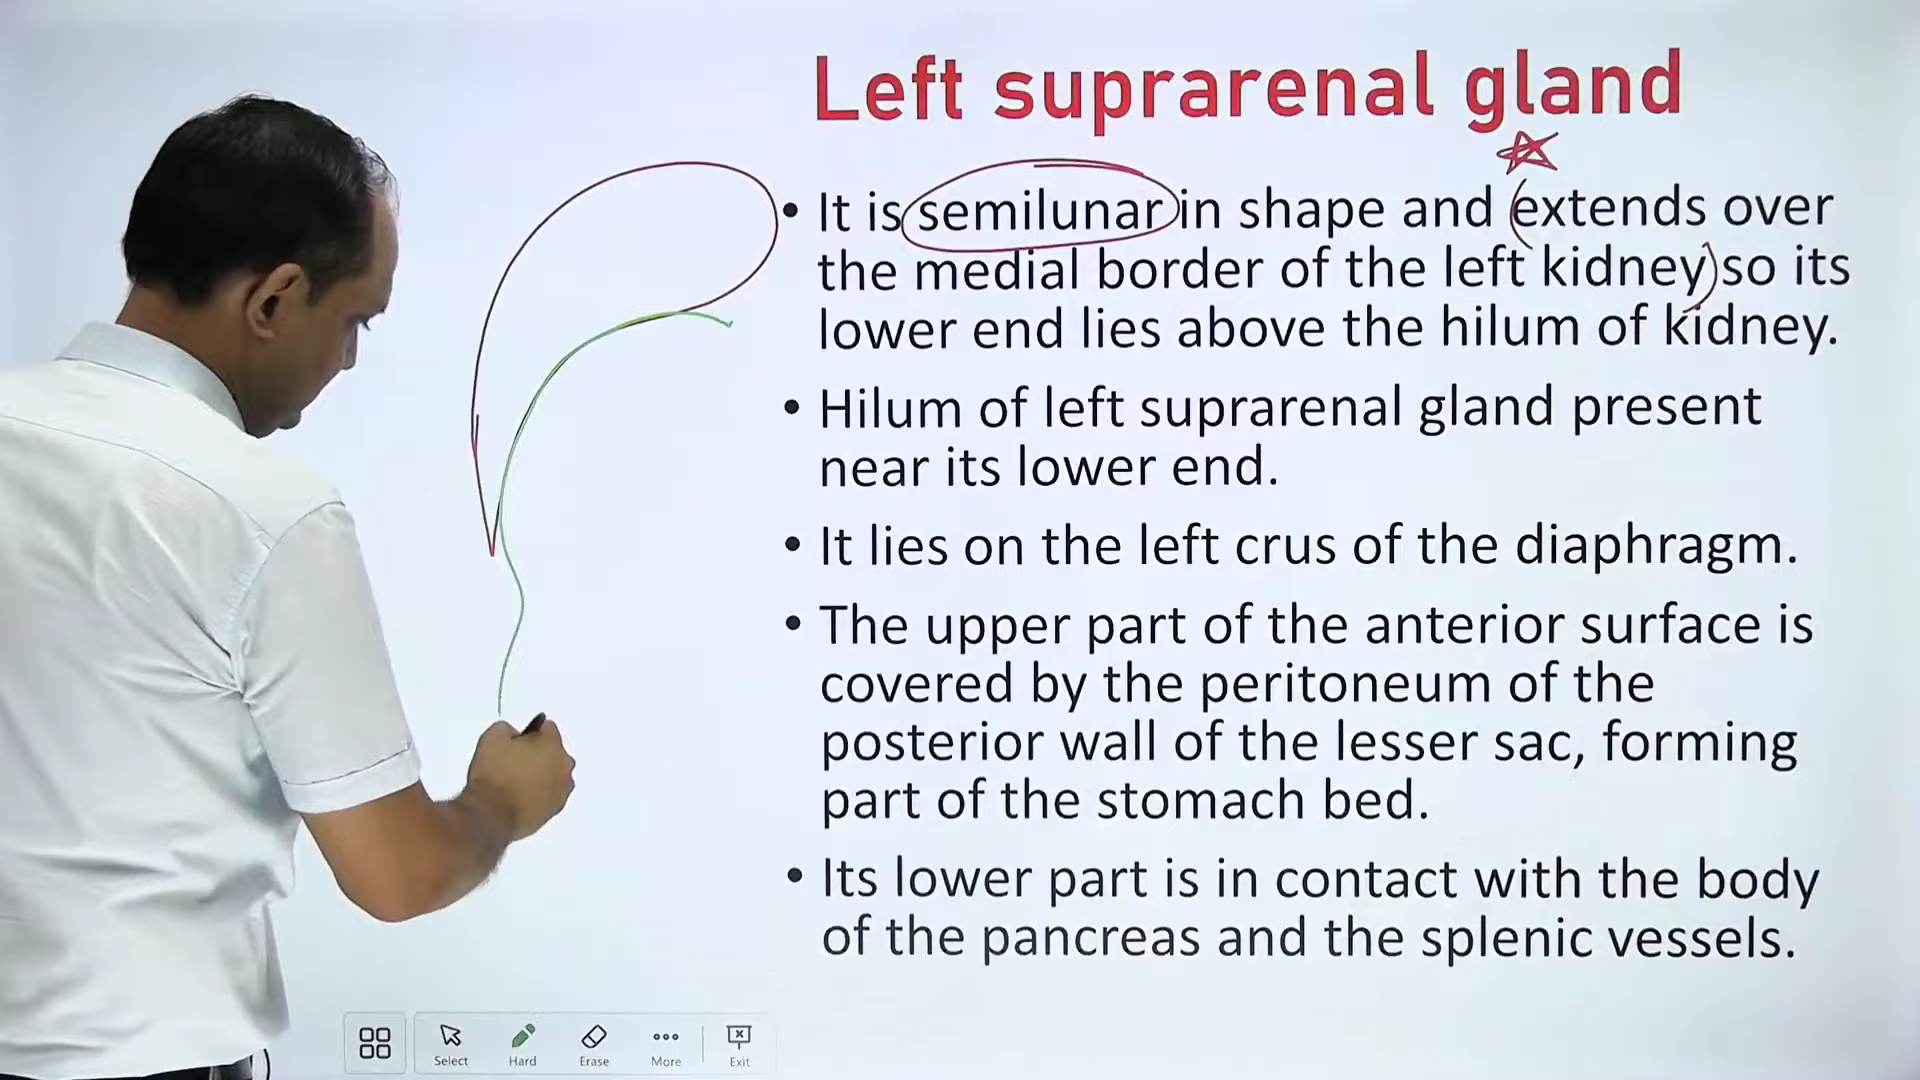 Left suprarenal gland
• It is semilunar in shape and extends over
the medial border of the left kidney so its
lower end lies above the hilum of kidney.
• Hilum of left suprarenal gland present
near its lower end.
• It lies on the left crus of the diaphragm.
• The upper part of the anterior surface is
covered by the peritoneum of the
posterior wall of the lesser sac, forming
part of the stomach bed.
• Its lower part is in contact with the body
of the pancreas and the splenic vessels.
Select Hard Erase More Exit